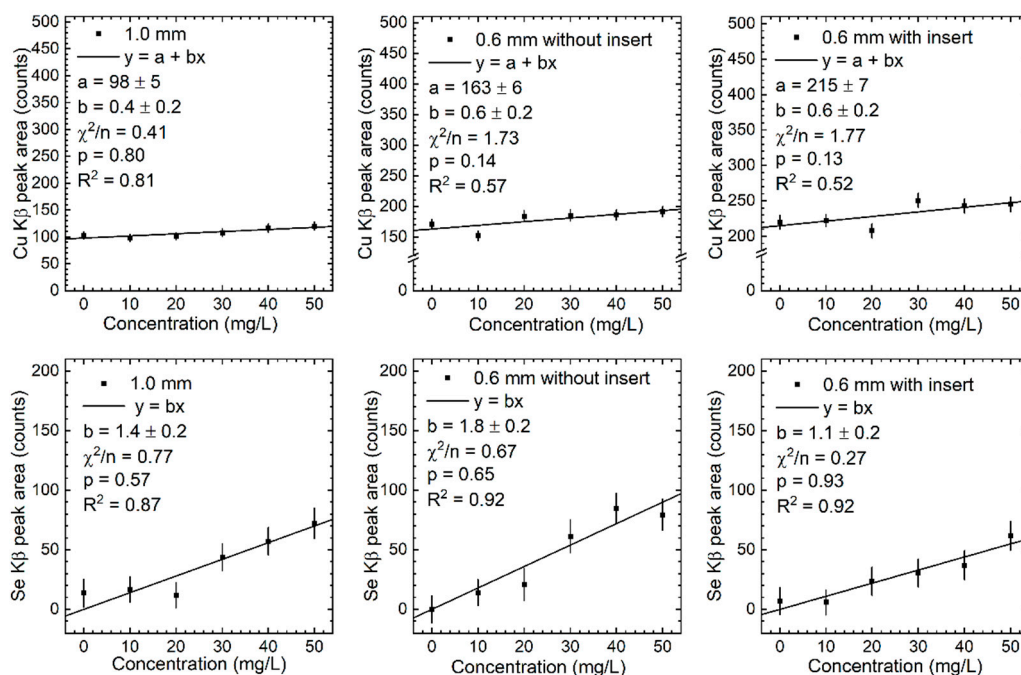 Cu Kβ peak area (counts)
500
450
400
350
300
250
200
150
100
50
0
1.0 mm
y = a + bx
a = 98 ± 5
b = 0.4 ± 0.2
χ²/n = 0.41
p = 0.80
R² = 0.81
0 10 20 30 40 50
Concentration (mg/L)
Cu Kβ peak area (counts)
500
450
400
350
300
250
200
150
0
0.6 mm without insert
y = a + bx
a = 163 ± 6
b = 0.6 ± 0.2
χ²/n = 1.73
p = 0.14
R² = 0.57
0 10 20 30 40 50
Concentration (mg/L)
Cu Kβ peak area (counts)
500
450
400
350
300
250
200
0
0.6 mm with insert
y = a + bx
a = 215 ± 7
b = 0.6 ± 0.2
χ²/n = 1.77
p = 0.13
R² = 0.52
0 10 20 30 40 50
Concentration (mg/L)
Se Kβ peak area (counts)
200
150
100
50
0
1.0 mm
y = bx
b = 1.4 ± 0.2
χ²/n = 0.77
p = 0.57
R² = 0.87
0 10 20 30 40 50
Concentration (mg/L)
Se Kβ peak area (counts)
200
150
100
50
0
0.6 mm without insert
y = bx
b = 1.8 ± 0.2
χ²/n = 0.67
p = 0.65
R² = 0.92
0 10 20 30 40 50
Concentration (mg/L)
Se Kβ peak area (counts)
200
150
100
50
0
0.6 mm with insert
y = bx
b = 1.1 ± 0.2
χ²/n = 0.27
p = 0.93
R² = 0.92
0 10 20 30 40 50
Concentration (mg/L)